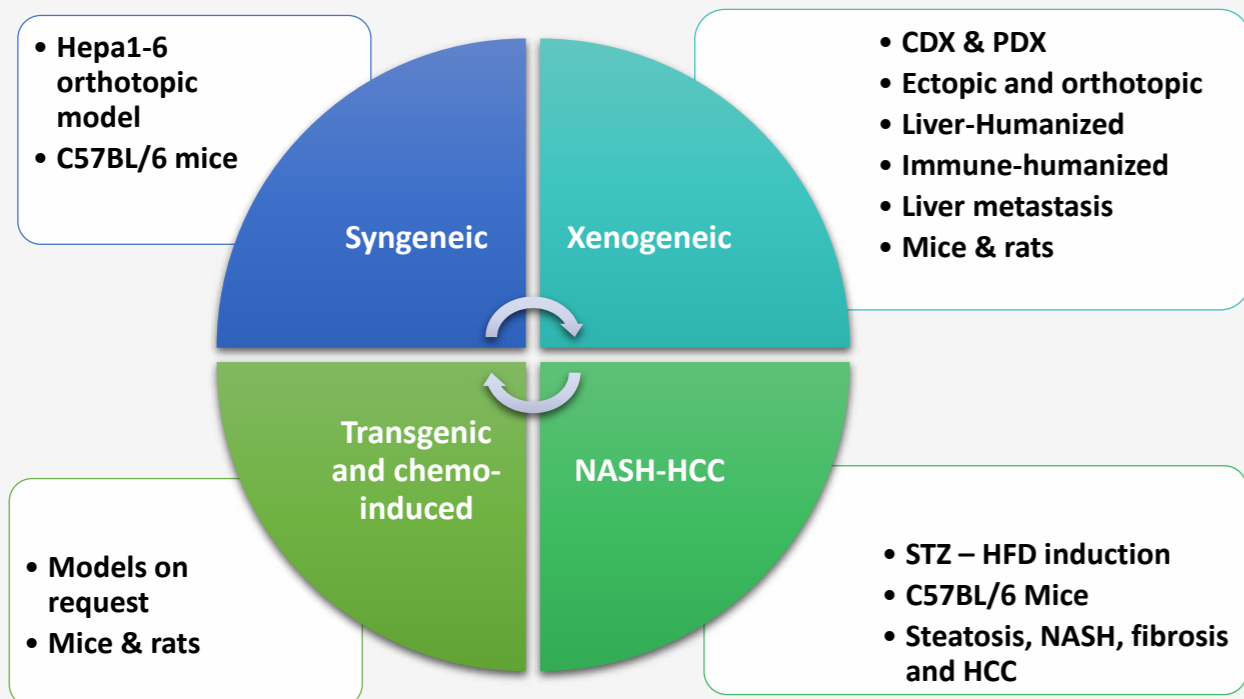 • Hepa1-6
orthotopic
model
• C57BL/6 mice
Syngeneic
Xenogeneic
• CDX & PDX
• Ectopic and orthotopic
• Liver-Humanized
• Immune-humanized
• Liver metastasis
• Mice & rats
Transgenic
and chemo-
induced
• Models on
request
• Mice & rats
NASH-HCC
• STZ – HFD induction
• C57BL/6 Mice
• Steatosis, NASH, fibrosis
and HCC